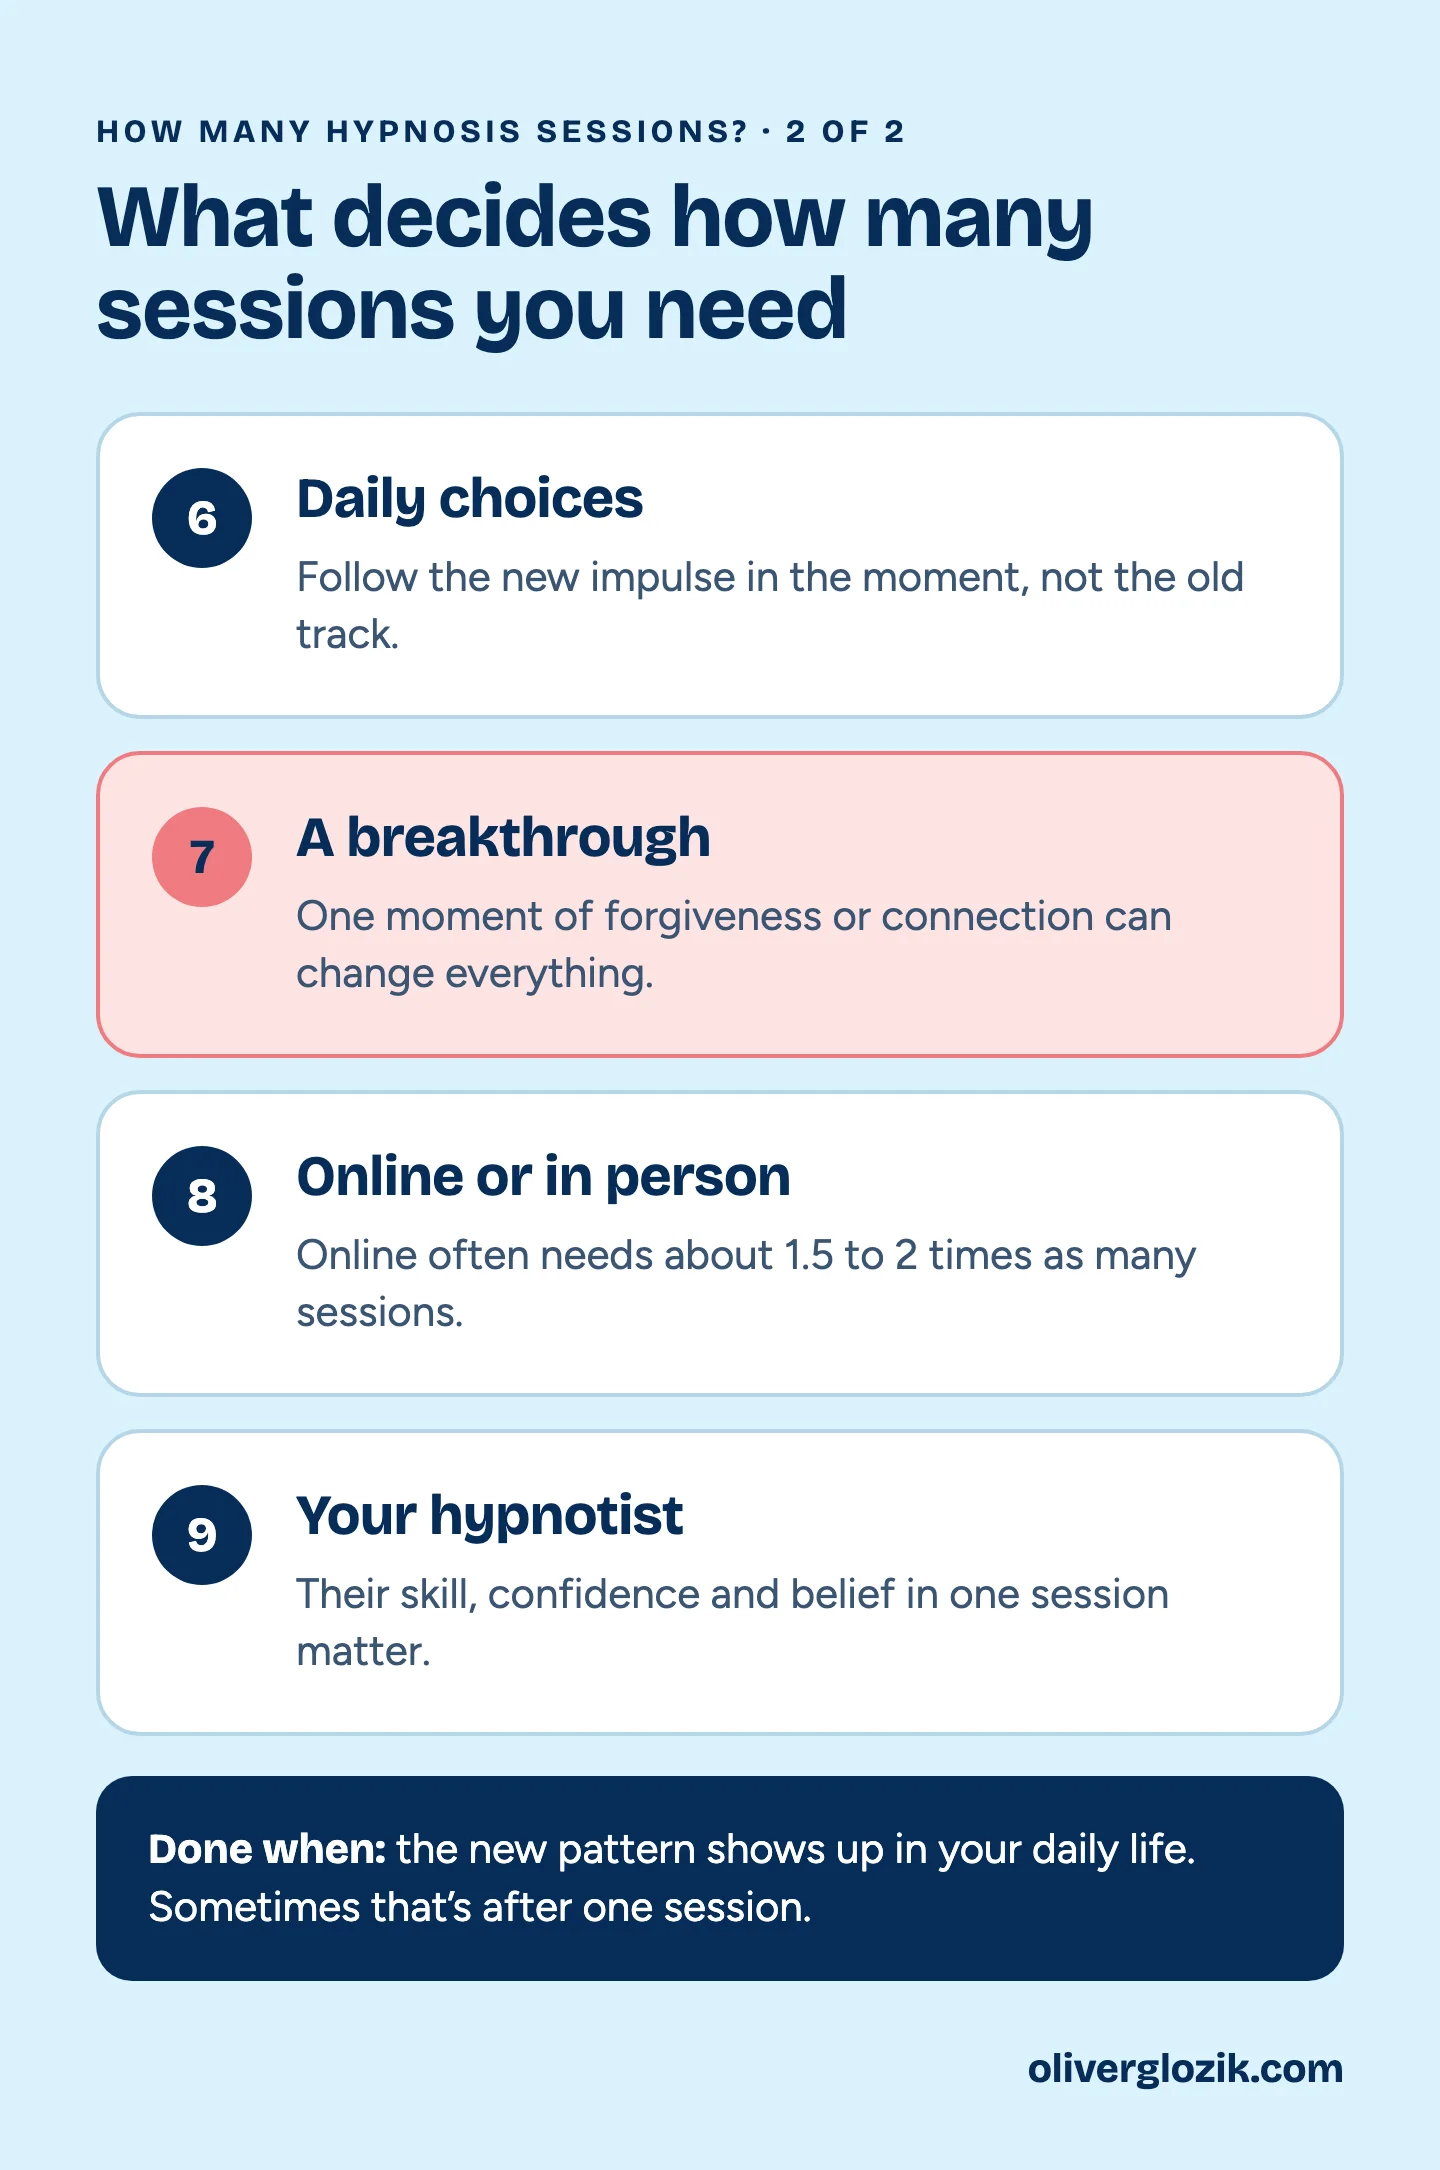 HOW MANY HYPNOSIS SESSIONS? · 2 OF 2
What decides how many
sessions you need
6
Daily choices
Follow the new impulse in the moment, not the old
track.
7
A breakthrough
One moment of forgiveness or connection can
change everything.
8
Online or in person
Online often needs about 1.5 to 2 times as many
sessions.
9
Your hypnotist
Their skill, confidence and belief in one session
matter.
Done when: the new pattern shows up in your daily life.
Sometimes that’s after one session.
oliverglozik.com